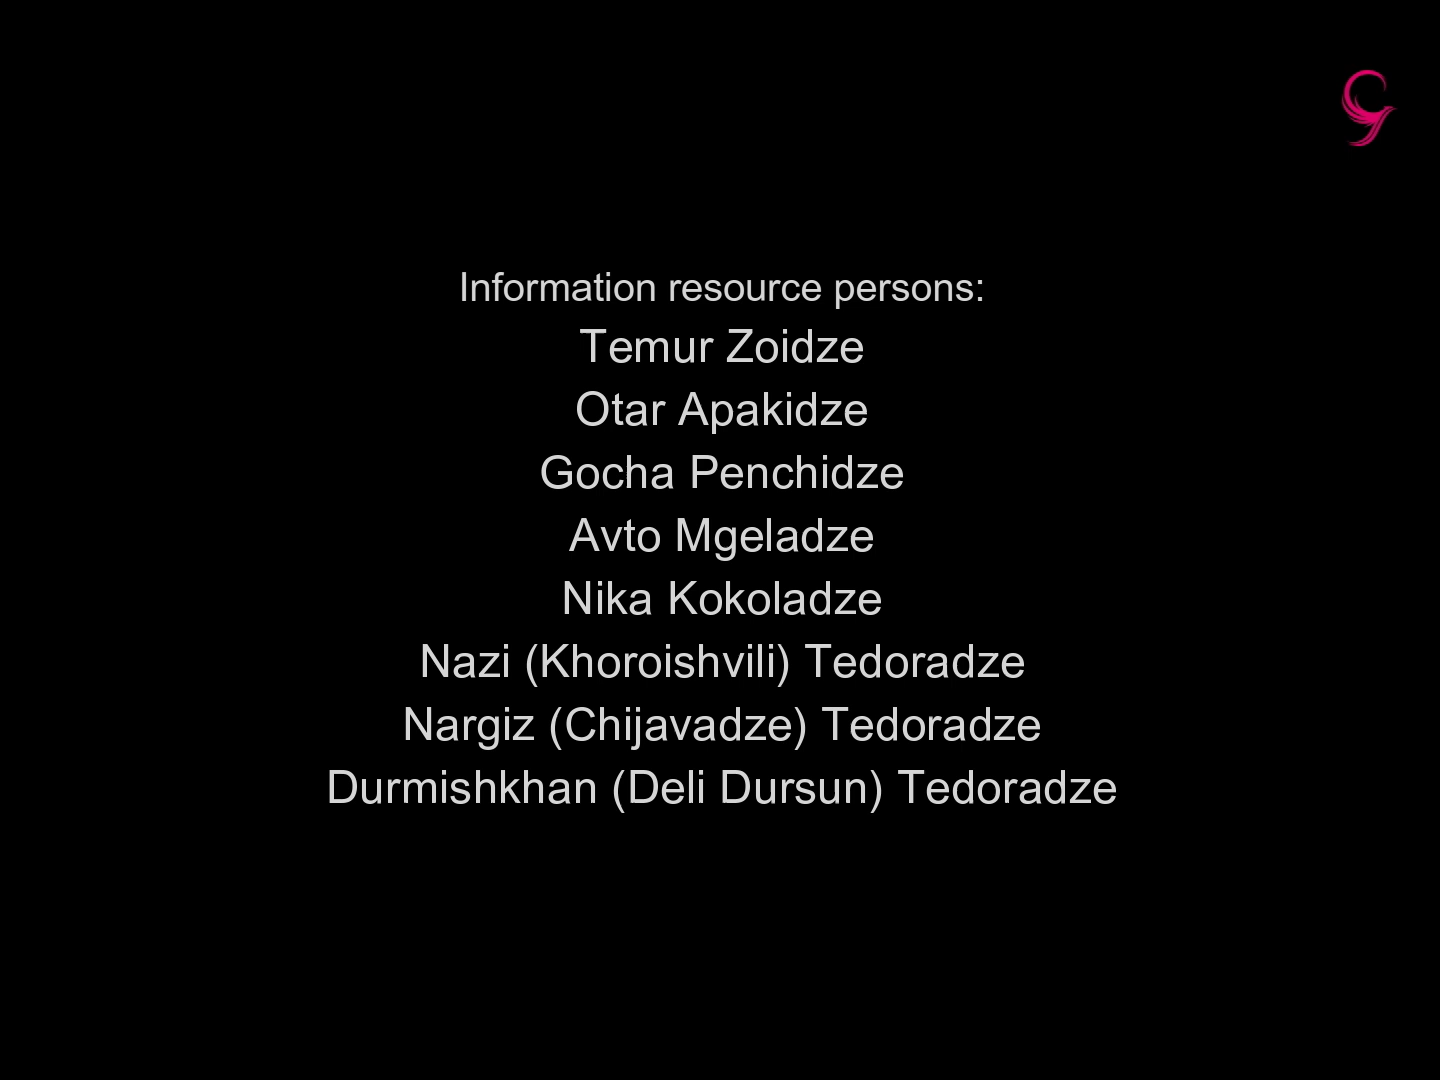 Information resource persons:
Temur Zoidze
Otar Apakidze
Gocha Penchidze
Avto Mgeladze
Nika Kokoladze
Nazi (Khoroishvili) Tedoradze
Nargiz (Chijavadze) Tedoradze
Durmishkhan (Deli Dursun) Tedoradze